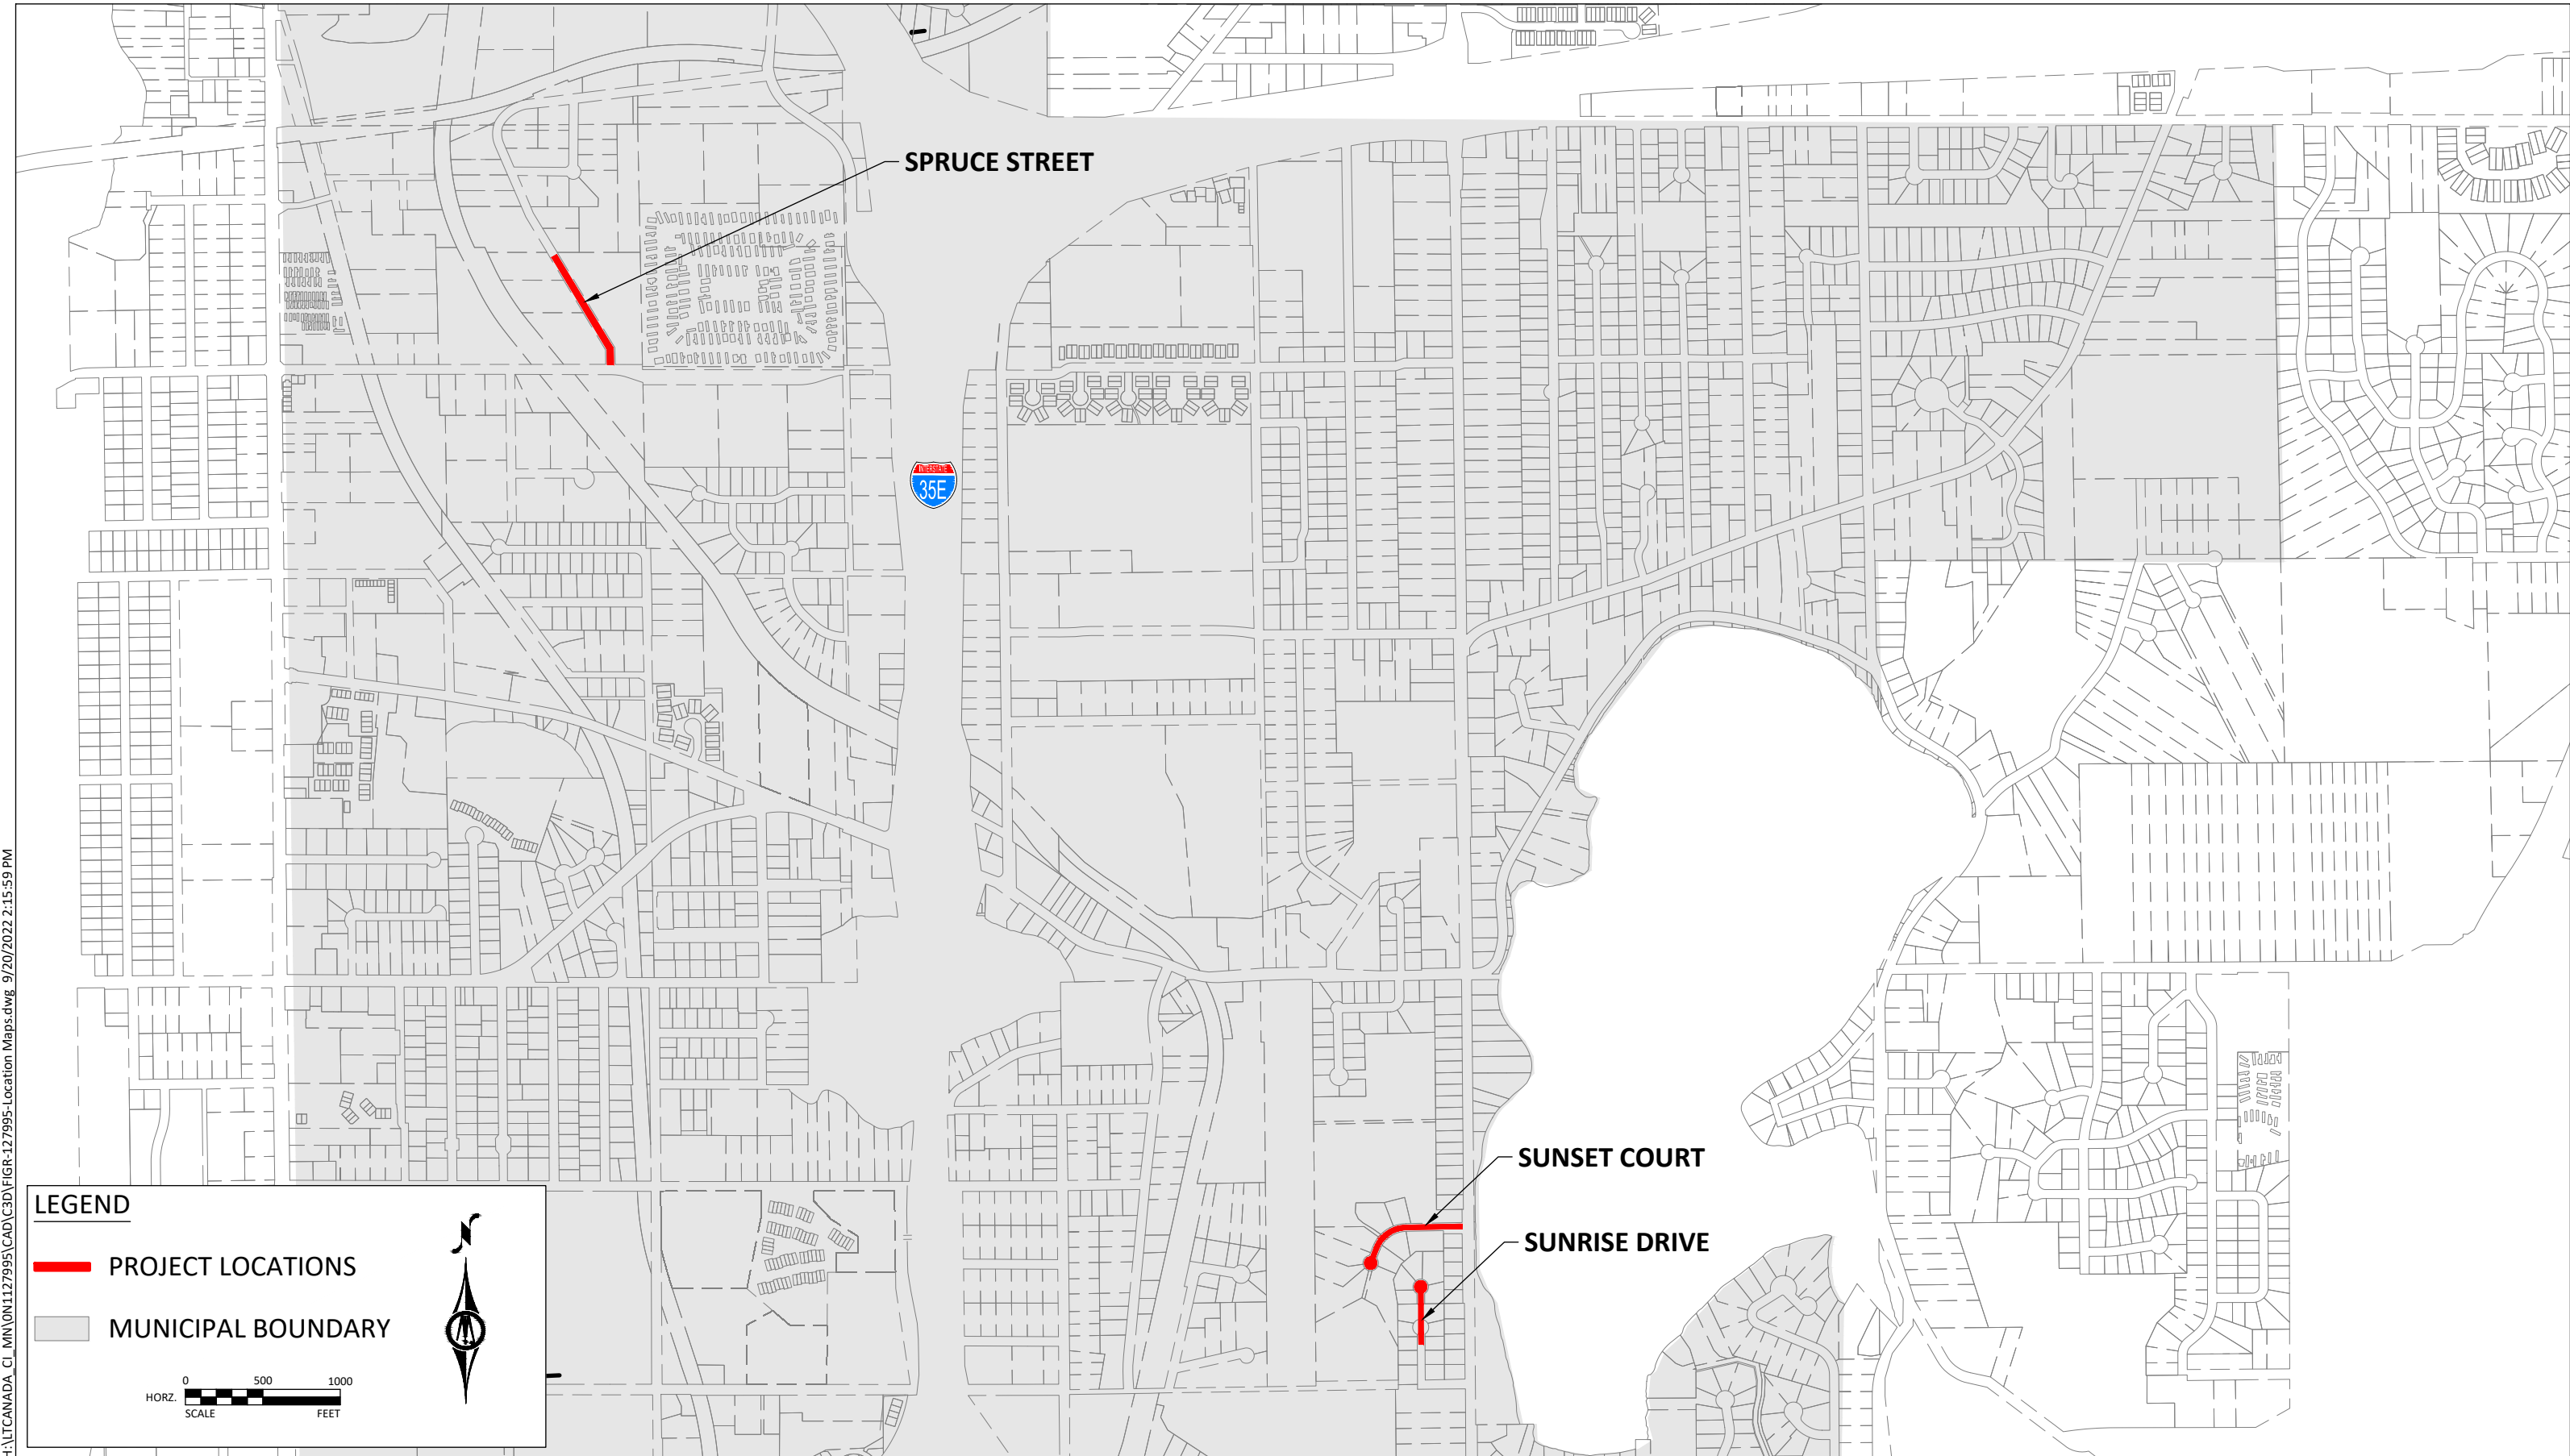 SPRUCE STREET
INTERSTATE
35E
SUNSET COURT
SUNRISE DRIVE
LEGEND
PROJECT LOCATIONS
MUNICIPAL BOUNDARY
N
0 500 1000
HORZ.
SCALE FEET
H:\LTCANADA_CI_MN\0N1127995\CAD\C3D\FIGR-127995-Location Maps.dwg 9/20/2022 2:15:59 PM